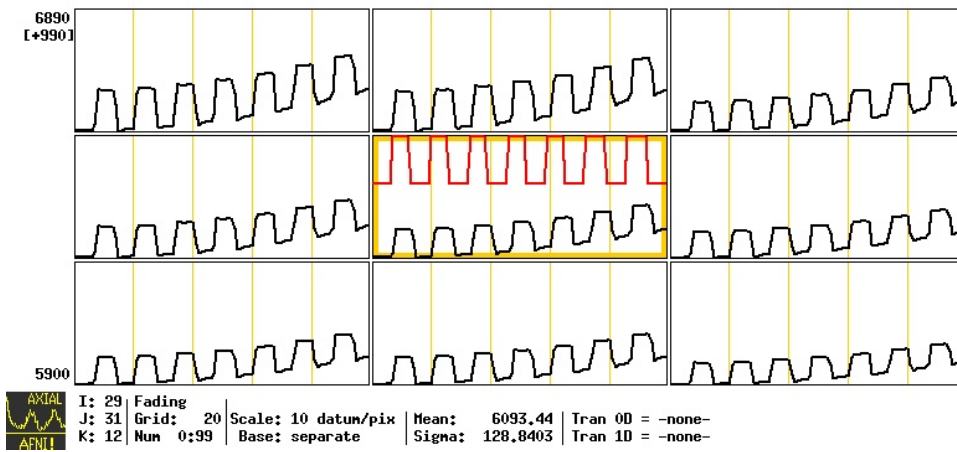 6890
[+990]
5900
AXIAL I: 29 Fading
J: 31 Grid: 20 Scale: 10 datum/pix Mean: 6093.44 Tran 0D = -none-
AFNI! K: 12 Num 0:99 Base: separate Sigma: 128.8403 Tran 1D = -none-